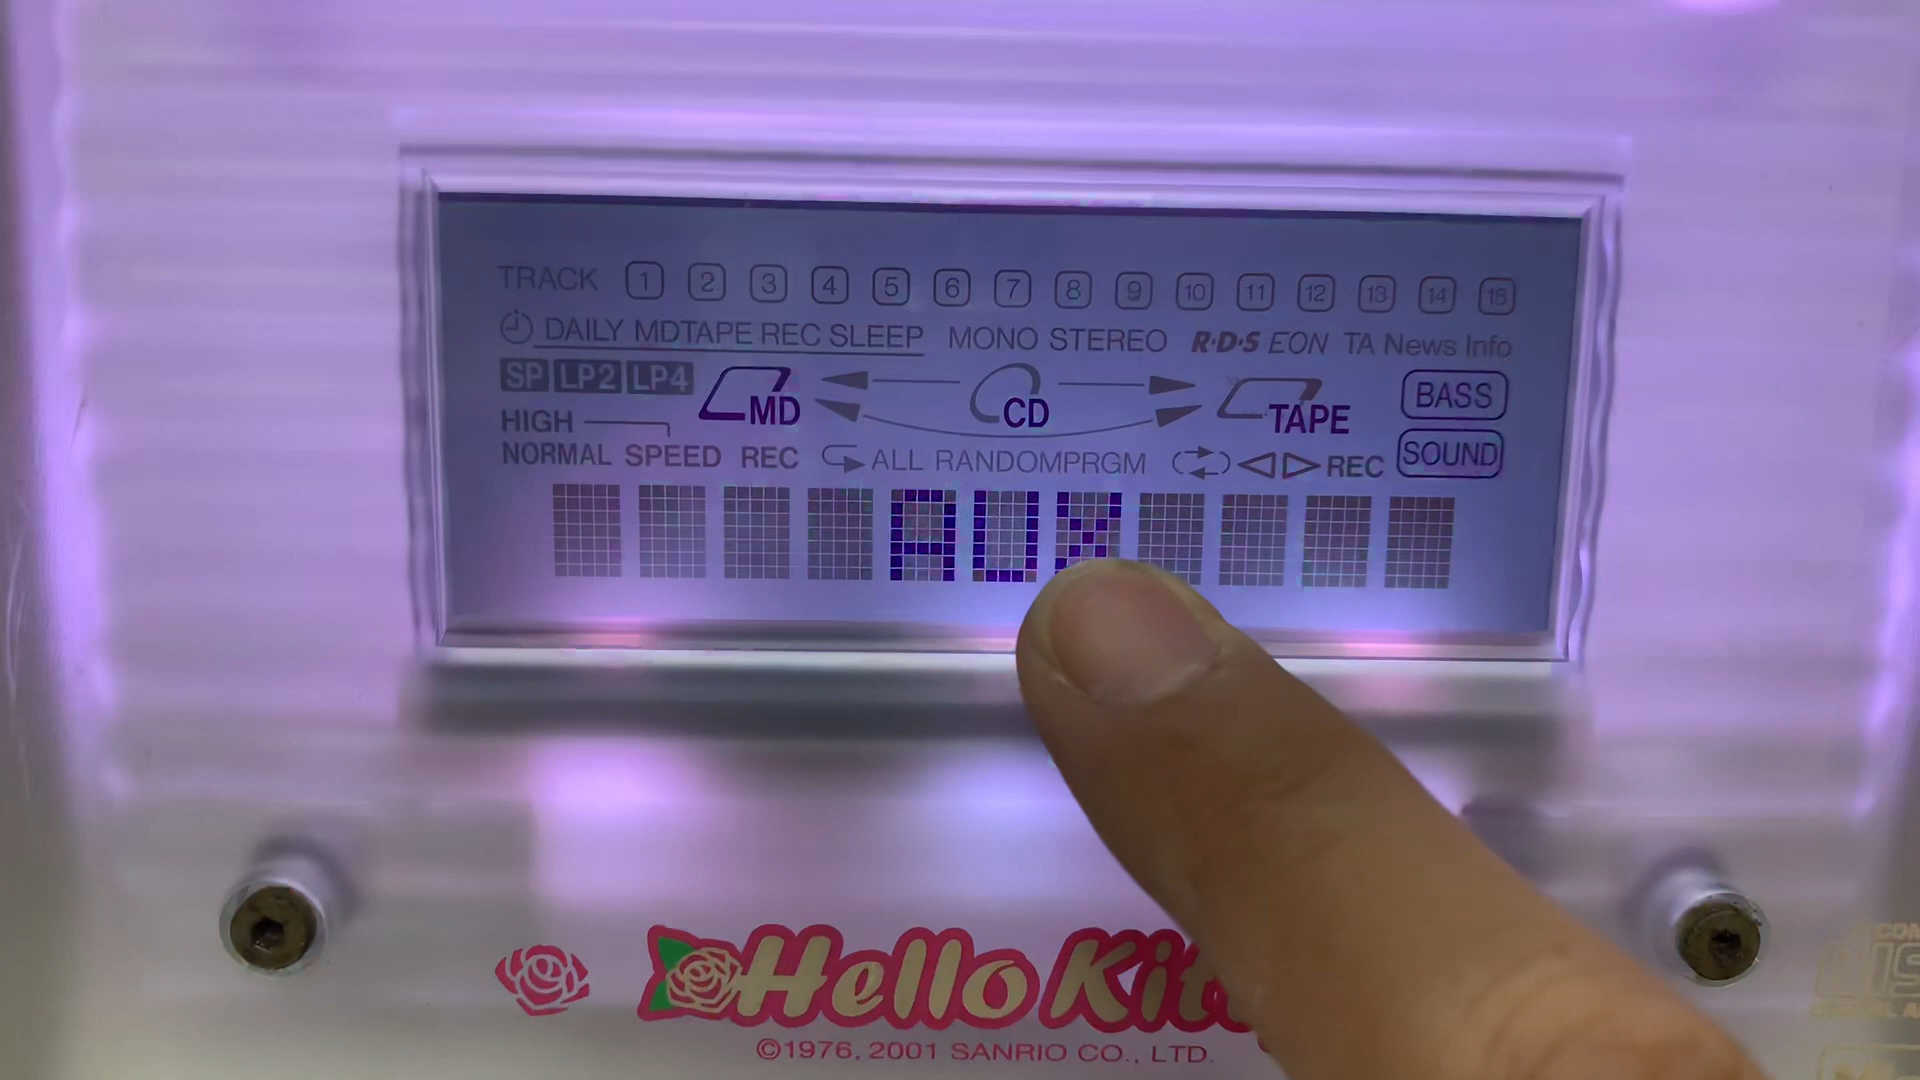 TRACK 1 2 3 4 5 6 7 8 9 10 11 12 13 14 15
DAILY MDTAPE REC SLEEP MONO STEREO R·D·S EON TA News Info
SP LP2 LP4 MD CD TAPE BASS
HIGH
NORMAL SPEED REC ALL RANDOMPRGM REC SOUND
AUX
Hello Kit
©1976, 2001 SANRIO CO., LTD.